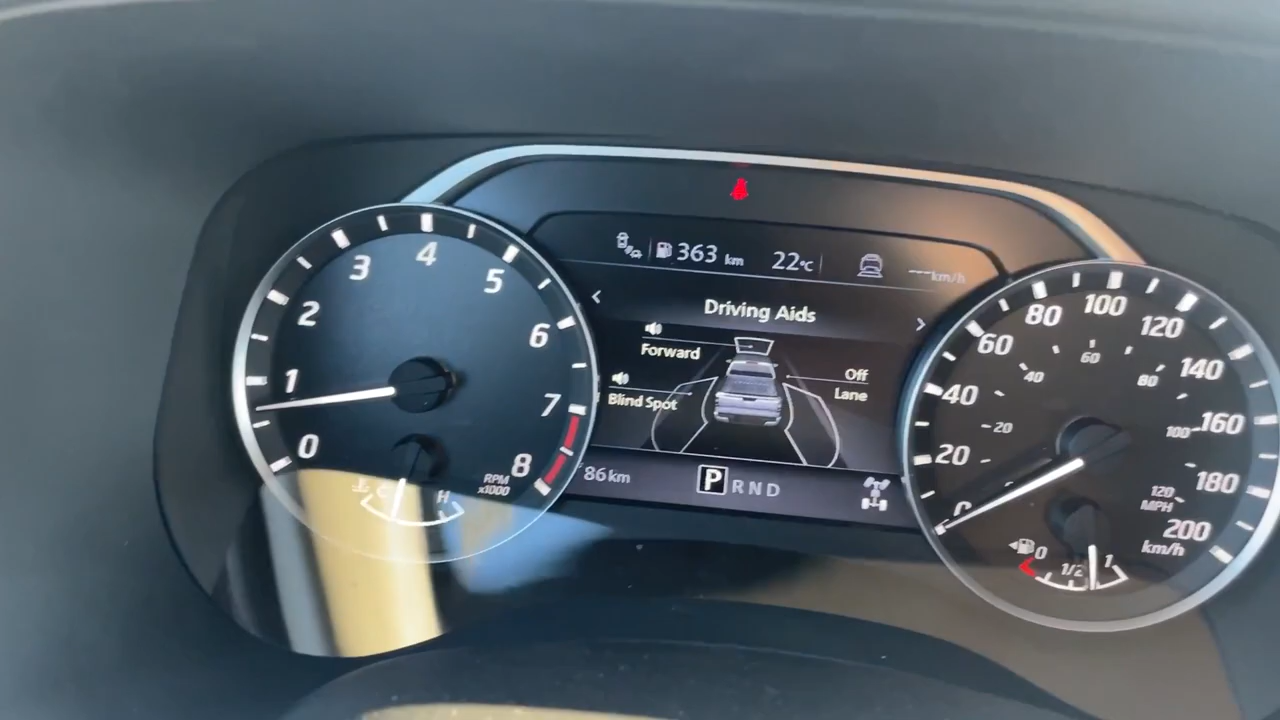 363 km 22°C ---km/h
Driving Aids
Forward
Off
Lane
Blind Spot
86 km
P R N D
0 1 2 3 4 5 6 7 8
RPM
x1000
C H
0 20 40 60 80 100 120 140 160 180 200
km/h
20 40 60 80 100 120
MPH
0 1/2 1